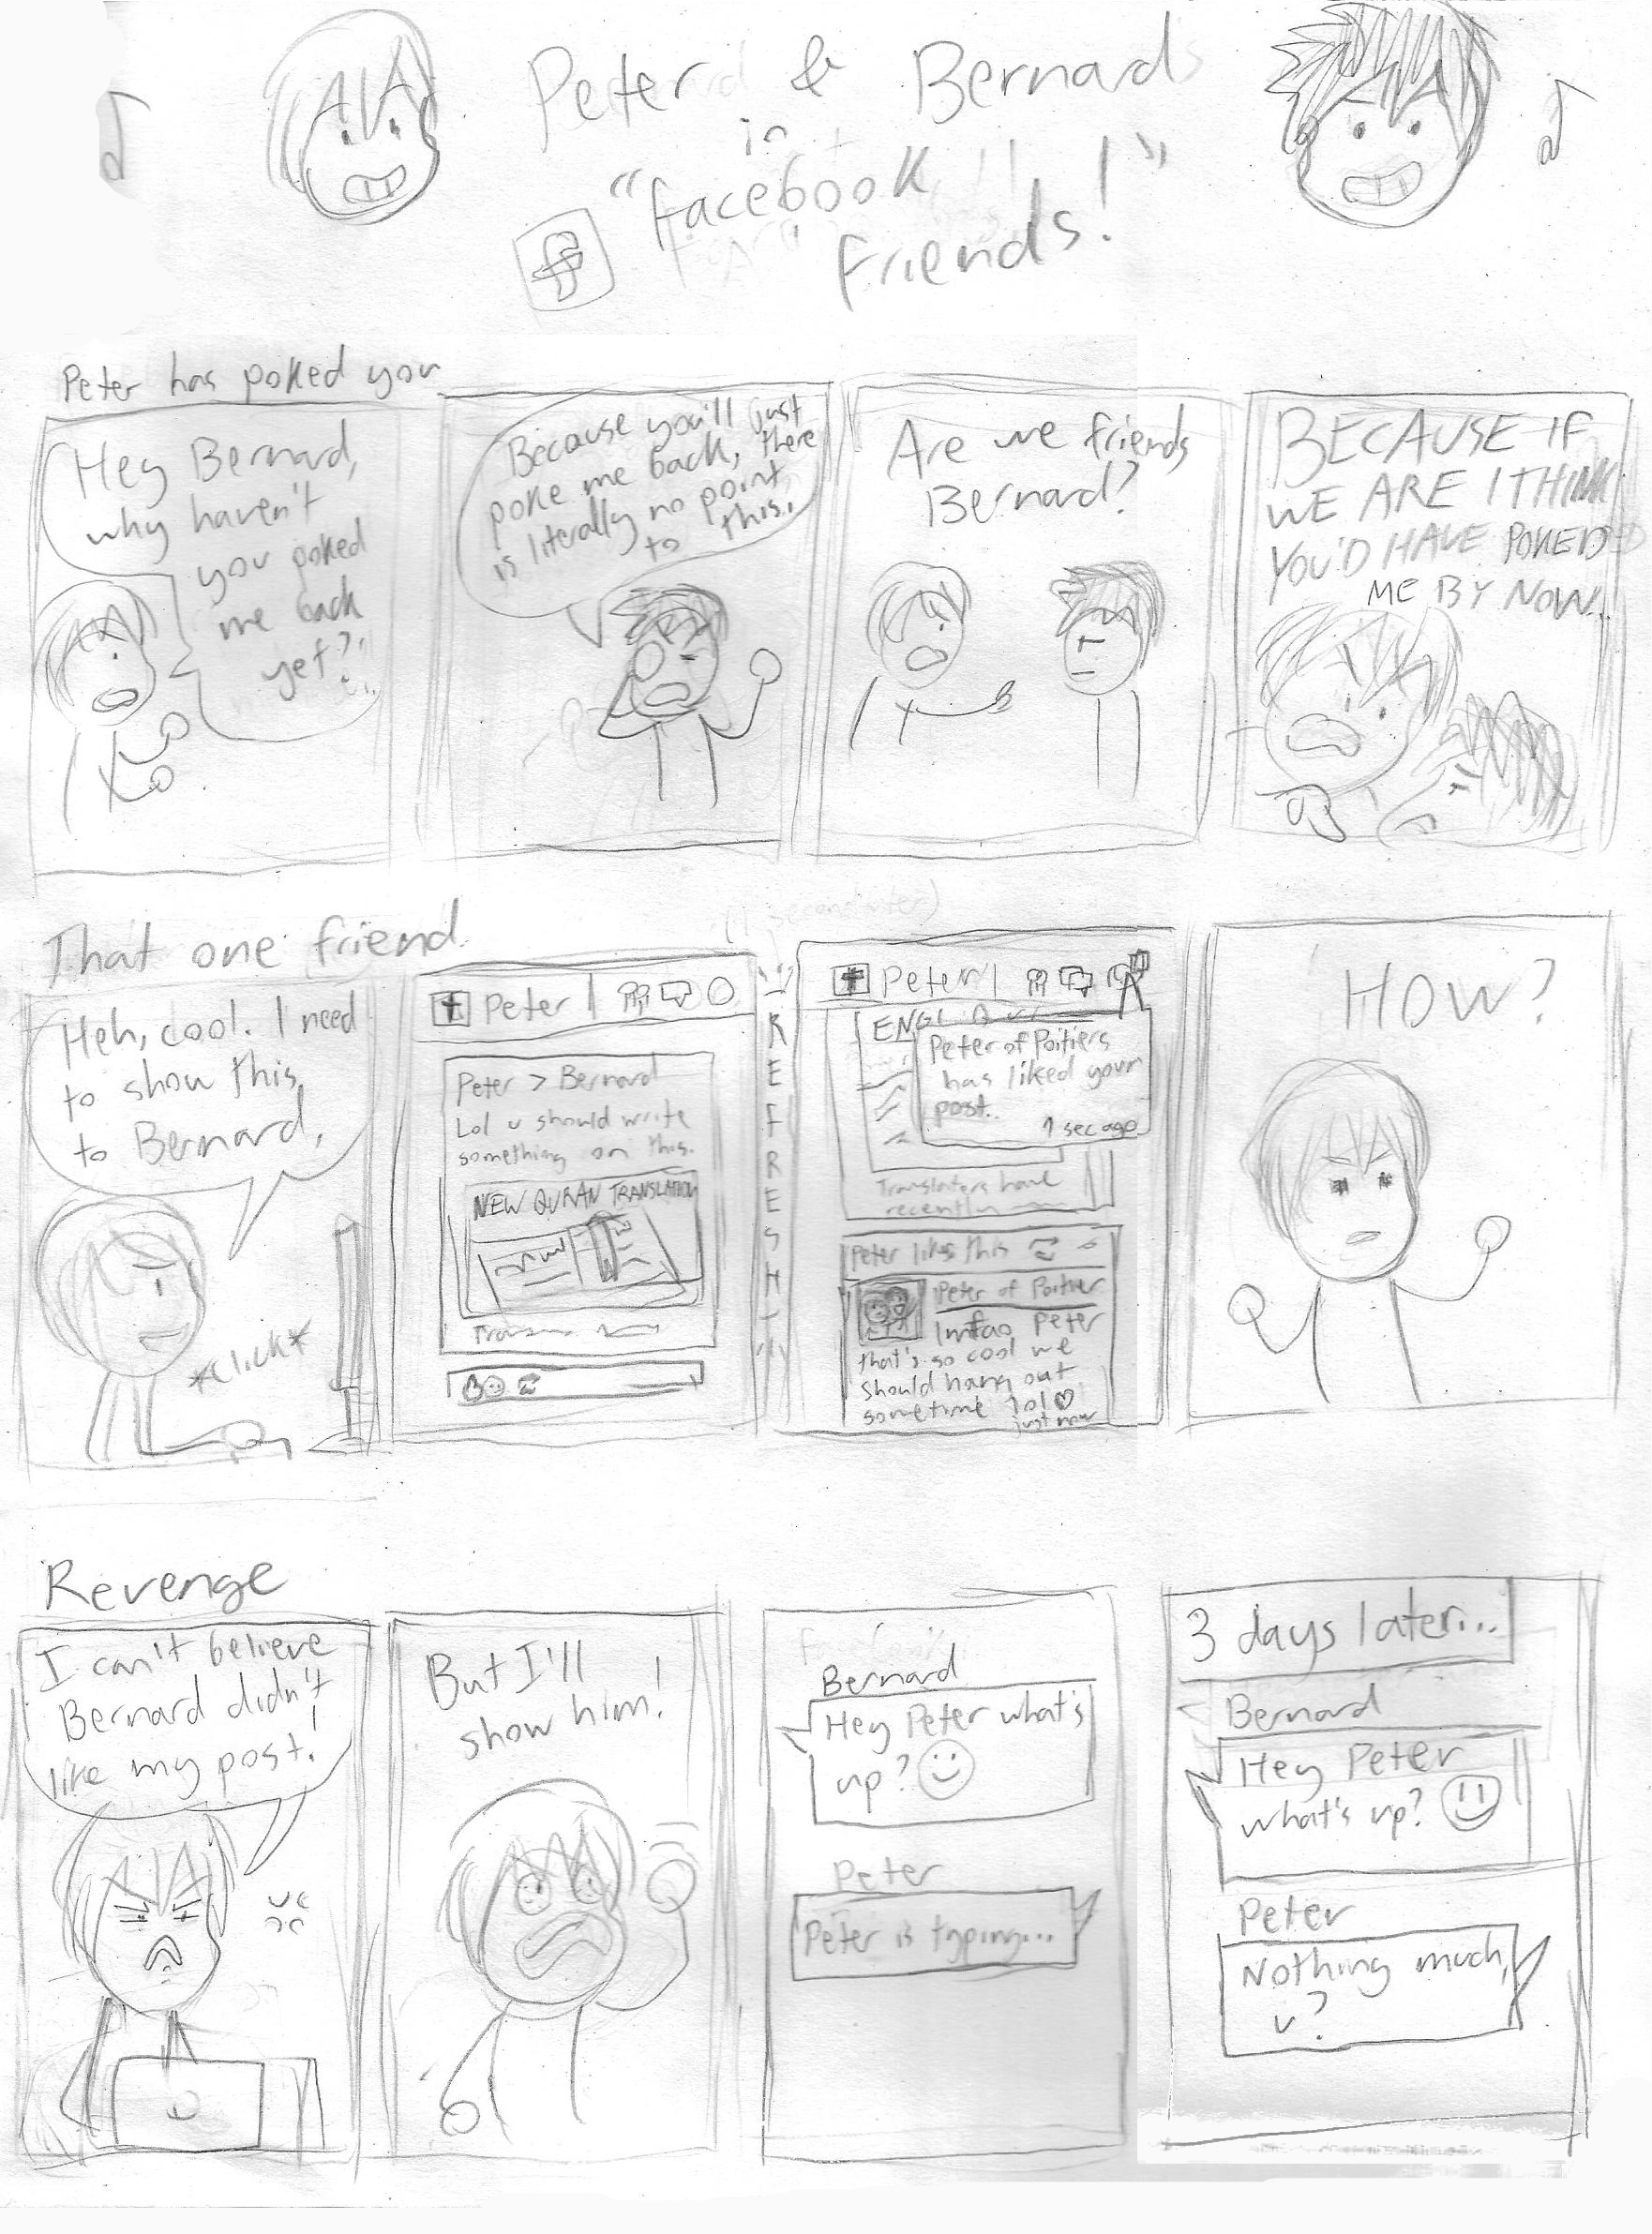 Peter & Bernard
in
"facebook
friends!"
f
Peter has poked you
Hey Bernard,
why haven't
you poked
me back
yet?
Because you'll just
poke me back, there
is literally no point
to this.
Are we friends
Bernard?
BECAUSE IF
WE ARE I THINK
YOU'D HAVE POKED
ME BY NOW...
That one friend
Heh, cool. I need
to show this
to Bernard.
*click*
Peter
Peter > Bernard
Lol u should write
something on this.
NEW QURAN TRANSLATION
(1 second later)
REFRESH
Peter
ENGL
Peter of Poitiers
has liked your
post.
1 sec ago
Translators have
recently
Peter likes this
Peter of Poitier
lmfao Peter
that's so cool we
should hang out
sometime lol ♡
just now
HOW?
Revenge
I can't believe
Bernard didn't
like my post!
But I'll
show him!
Bernard
Hey Peter what's
up? ☺
Peter
Peter is typing...
3 days later...
Bernard
Hey Peter
what's up? ☺
Peter
Nothing much,
u?